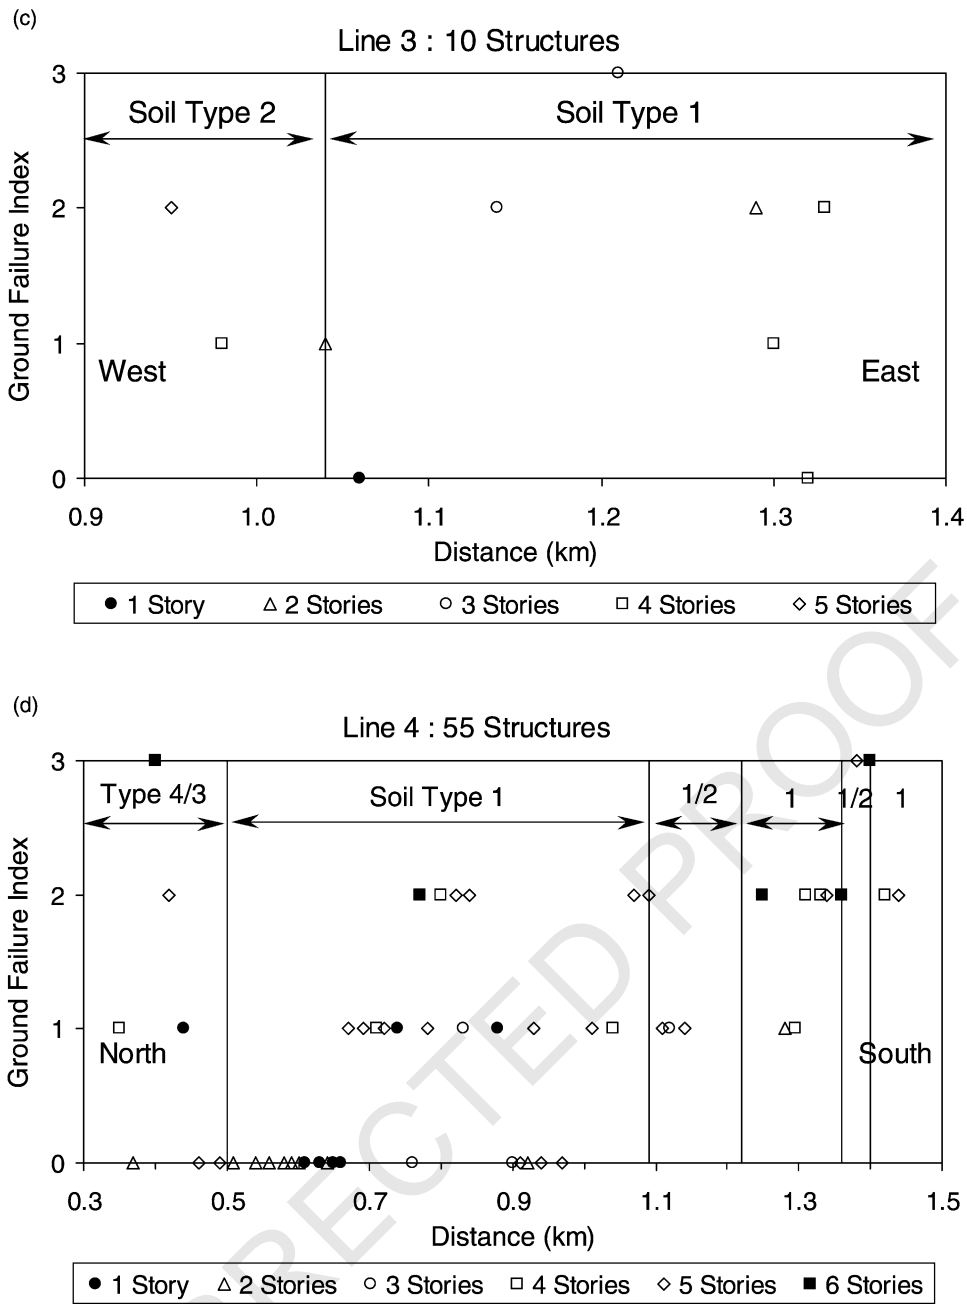 (c)
Line 3 : 10 Structures
3
Soil Type 2
Soil Type 1
2
1
West
East
0
Ground Failure Index
0.9 1.0 1.1 1.2 1.3 1.4
Distance (km)
1 Story 2 Stories 3 Stories 4 Stories 5 Stories
(d)
Line 4 : 55 Structures
3
Type 4/3 Soil Type 1 1/2 1 1/2 1
2
1
North
South
0
Ground Failure Index
0.3 0.5 0.7 0.9 1.1 1.3 1.5
Distance (km)
1 Story 2 Stories 3 Stories 4 Stories 5 Stories 6 Stories
RRECTED PROOF